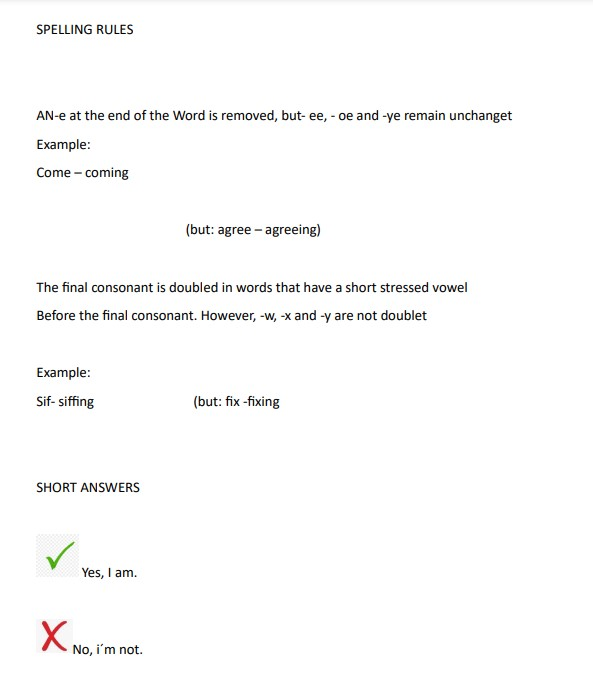 SPELLING RULES
AN-e at the end of the Word is removed, but- ee, - oe and -ye remain unchanget
Example:
Come – coming
(but: agree – agreeing)
The final consonant is doubled in words that have a short stressed vowel
Before the final consonant. However, -w, -x and -y are not doublet
Example:
Sif- siffing (but: fix -fixing
SHORT ANSWERS
Yes, I am.
No, i´m not.